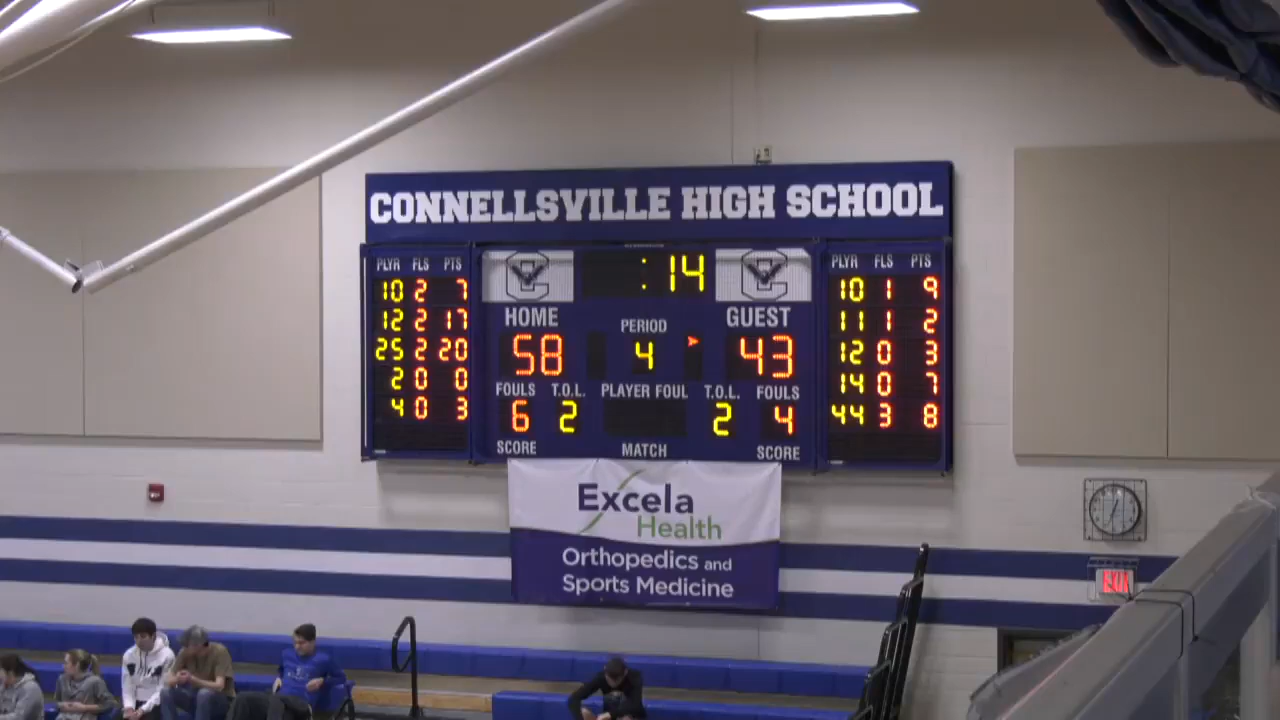 CONNELLSVILLE HIGH SCHOOL
PLYR FLS PTS
10 2 7
12 2 17
25 2 20
2 0 0
4 0 3
: 14
HOME
GUEST
PERIOD
58
4
43
FOULS T.O.L. PLAYER FOUL T.O.L. FOULS
6 2 2 4
SCORE MATCH SCORE
PLYR FLS PTS
10 1 9
11 1 2
12 0 3
14 0 7
44 3 8
Excela
Health
Orthopedics and
Sports Medicine
EXIT